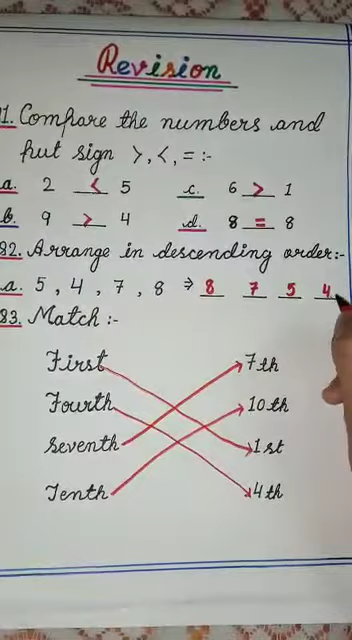 Revision
Q1. Compare the numbers and
put sign >, <, = :-
a. 2 < 5 c. 6 > 1
b. 9 > 4 d. 8 = 8
Q2. Arrange in descending order:-
a. 5, 4, 7, 8 ⇒ 8 7 5 4
Q3. Match :-
First 7th
Fourth 10th
Seventh 1st
Tenth 4th